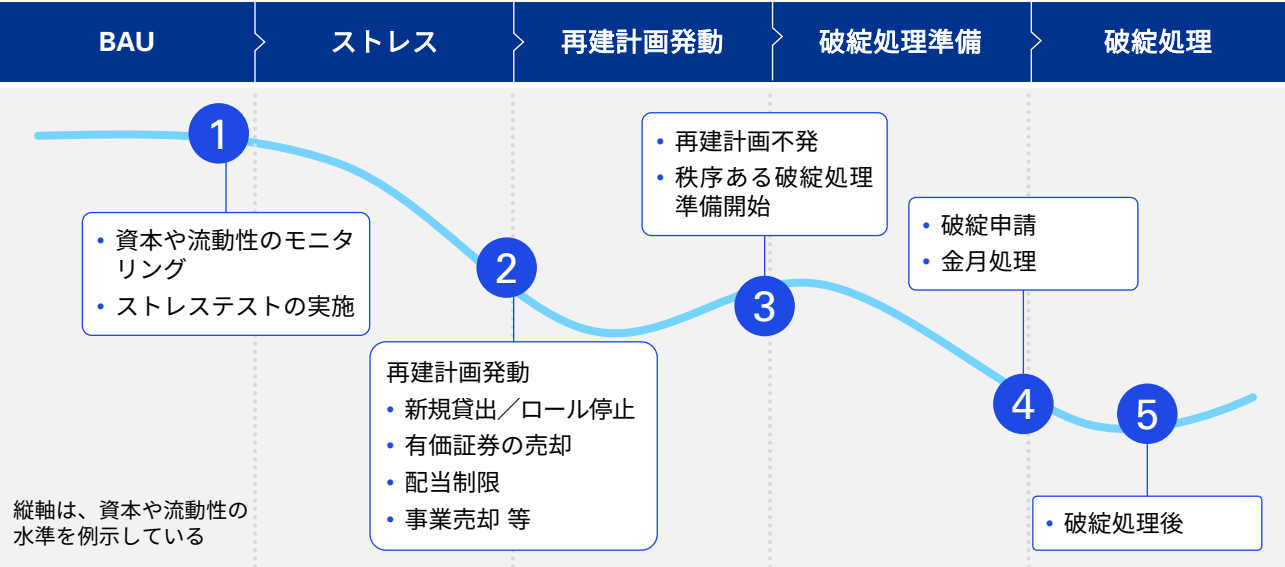 BAU
ストレス
再建計画発動
破綻処理準備
破綻処理
1
• 資本や流動性のモニタ
リング
• ストレステストの実施
2
再建計画発動
• 新規貸出／ロール停止
• 有価証券の売却
• 配当制限
• 事業売却 等
3
• 再建計画不発
• 秩序ある破綻処理
準備開始
4
• 破綻申請
• 金月処理
5
• 破綻処理後
縦軸は、資本や流動性の
水準を例示している